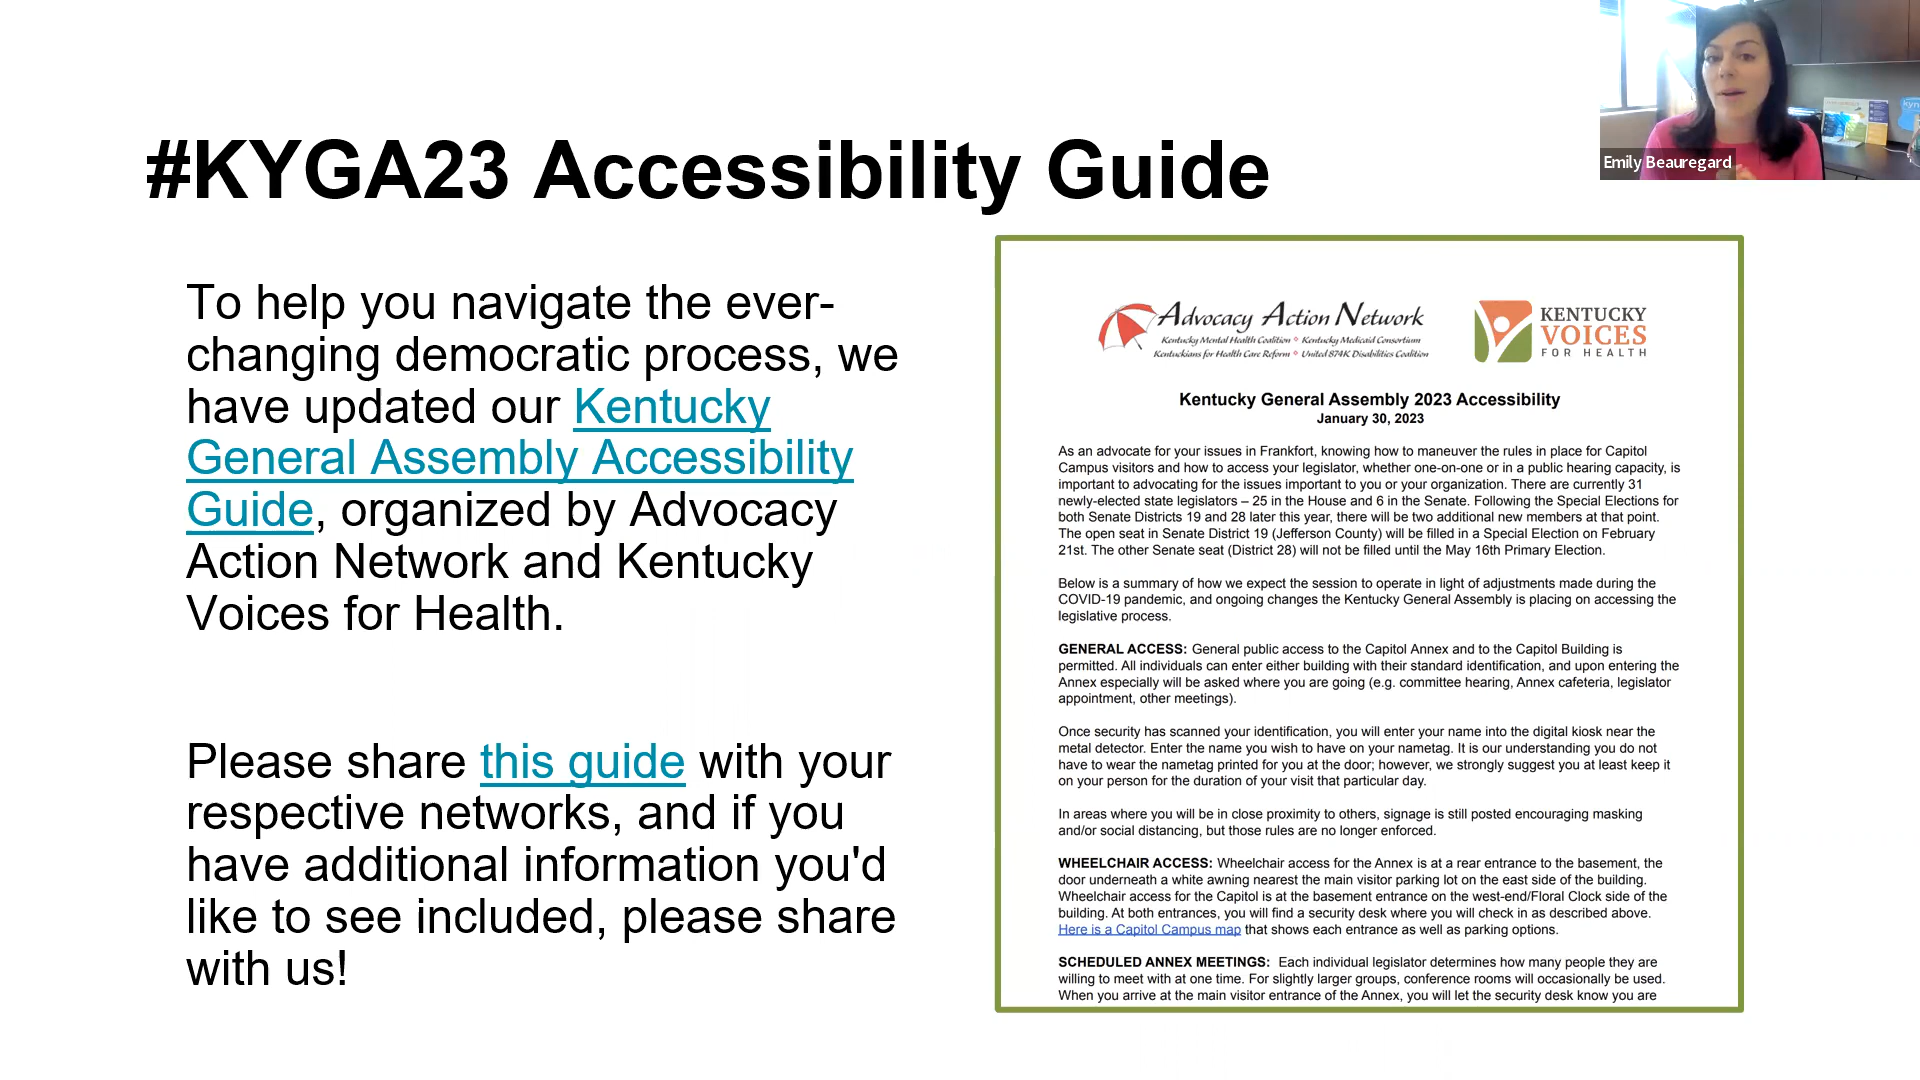 #KYGA23 Accessibility Guide
Emily Beauregard
To help you navigate the ever-
changing democratic process, we
have updated our Kentucky
General Assembly Accessibility
Guide, organized by Advocacy
Action Network and Kentucky
Voices for Health.
Please share this guide with your
respective networks, and if you
have additional information you'd
like to see included, please share
with us!
Advocacy Action Network
Kentucky Mental Health Coalition ◦ Kentucky Medicaid Consortium
Kentuckians for Health Care Reform ◦ United 874K Disabilities Coalition
KENTUCKY
VOICES
FOR HEALTH
Kentucky General Assembly 2023 Accessibility
January 30, 2023
As an advocate for your issues in Frankfort, knowing how to maneuver the rules in place for Capitol
Campus visitors and how to access your legislator, whether one-on-one or in a public hearing capacity, is
important to advocating for the issues important to you or your organization. There are currently 31
newly-elected state legislators – 25 in the House and 6 in the Senate. Following the Special Elections for
both Senate Districts 19 and 28 later this year, there will be two additional new members at that point.
The open seat in Senate District 19 (Jefferson County) will be filled in a Special Election on February
21st. The other Senate seat (District 28) will not be filled until the May 16th Primary Election.
Below is a summary of how we expect the session to operate in light of adjustments made during the
COVID-19 pandemic, and ongoing changes the Kentucky General Assembly is placing on accessing the
legislative process.
GENERAL ACCESS: General public access to the Capitol Annex and to the Capitol Building is
permitted. All individuals can enter either building with their standard identification, and upon entering the
Annex especially will be asked where you are going (e.g. committee hearing, Annex cafeteria, legislator
appointment, other meetings).
Once security has scanned your identification, you will enter your name into the digital kiosk near the
metal detector. Enter the name you wish to have on your nametag. It is our understanding you do not
have to wear the nametag printed for you at the door; however, we strongly suggest you at least keep it
on your person for the duration of your visit that particular day.
In areas where you will be in close proximity to others, signage is still posted encouraging masking
and/or social distancing, but those rules are no longer enforced.
WHEELCHAIR ACCESS: Wheelchair access for the Annex is at a rear entrance to the basement, the
door underneath a white awning nearest the main visitor parking lot on the east side of the building.
Wheelchair access for the Capitol is at the basement entrance on the west-end/Floral Clock side of the
building. At both entrances, you will find a security desk where you will check in as described above.
Here is a Capitol Campus map that shows each entrance as well as parking options.
SCHEDULED ANNEX MEETINGS: Each individual legislator determines how many people they are
willing to meet with at one time. For slightly larger groups, conference rooms will occasionally be used.
When you arrive at the main visitor entrance of the Annex, you will let the security desk know you are